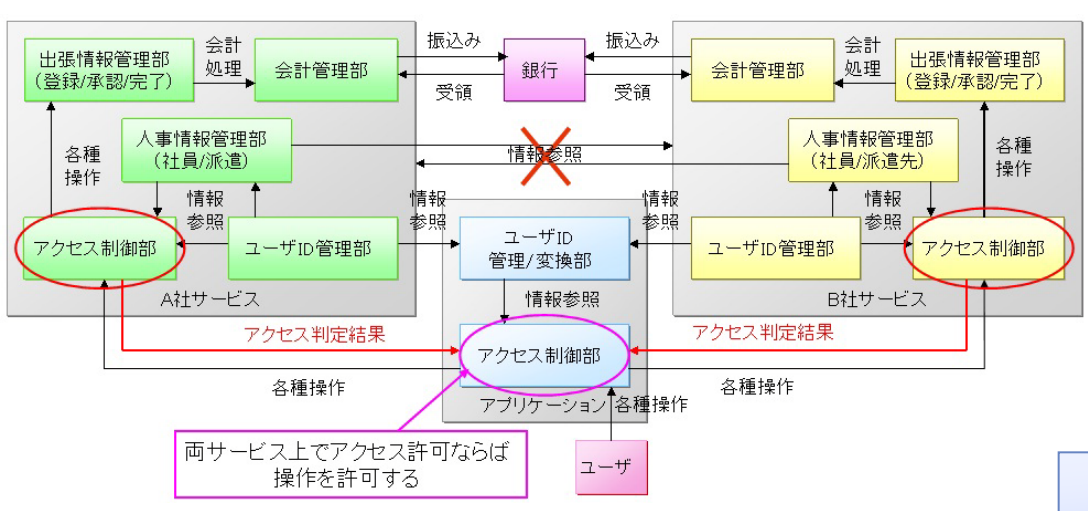 出張情報管理部
(登録/承認/完了)
会計
処理
会計管理部
振込み
受領
銀行
振込み
受領
会計管理部
会計
処理
出張情報管理部
(登録/承認/完了)
各種
操作
人事情報管理部
(社員/派遣)
情報参照
人事情報管理部
(社員/派遣先)
各種
操作
情報
参照
情報
参照
情報
参照
情報
参照
アクセス制御部
ユーザID管理部
ユーザID
管理/変換部
ユーザID管理部
アクセス制御部
A社サービス
B社サービス
情報参照
アクセス判定結果
アクセス判定結果
アクセス制御部
各種操作
各種操作
アプリケーション
各種操作
両サービス上でアクセス許可ならば
操作を許可する
ユーザ